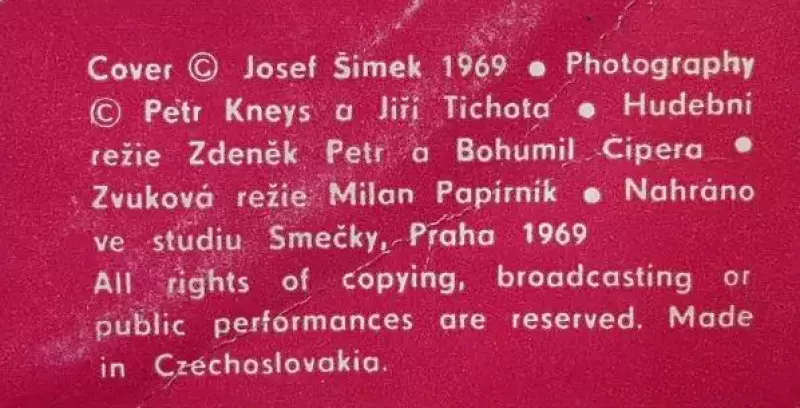 Cover © Josef Šimek 1969 ● Photography
© Petr Kneys a Jiří Tichota ● Hudební
režie Zdeněk Petr a Bohumil Čipera ●
Zvuková režie Milan Papírník ● Nahráno
ve studiu Smečky, Praha 1969
All rights of copying, broadcasting or
public performances are reserved. Made
in Czechoslovakia.